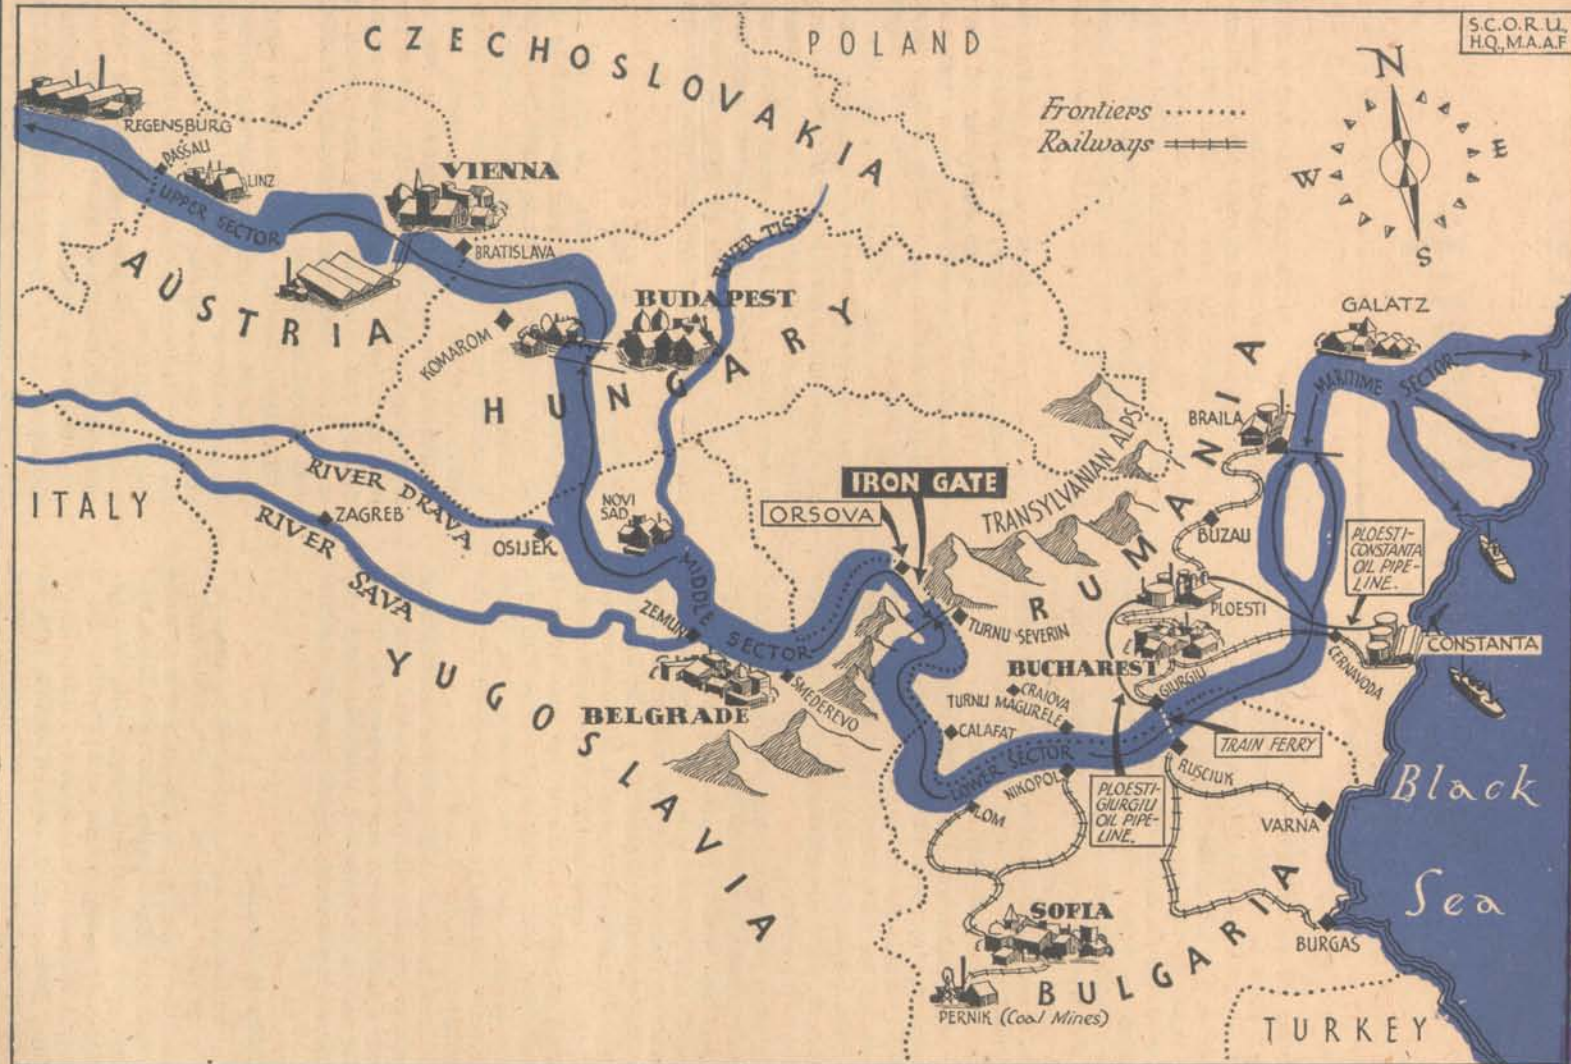 S.C.O.R.U.,
H.Q., M.A.A.F
CZECHOSLOVAKIA
POLAND
Frontiers
Railways
N
E
S
W
REGENSBURG
PASSAU
LINZ
UPPER SECTOR
VIENNA
BRATISLAVA
AUSTRIA
RIVER TISA
BUDAPEST
KOMAROM
HUNGARY
GALATZ
MARITIME SECTOR
BRAILA
TRANSYLVANIAN ALPS
RUMANIA
IRON GATE
ORSOVA
ITALY
RIVER DRAVA
ZAGREB
RIVER SAVA
OSIJEK
NOVI
SAD
MIDDLE SECTOR
ZEMUN
BUZAU
PLOESTI-
CONSTANTA
OIL PIPE-
LINE.
PLOESTI
TURNU SEVERIN
CONSTANTA
CERNAVODA
BUCHAREST
GIURGIU
CRAIOVA
TURNU MAGURELE
CALAFAT
YUGOSLAVIA
BELGRADE
SMEDEREVO
LOWER SECTOR
NIKOPOL
LOM
TRAIN FERRY
RUSCIUK
PLOESTI-
GIURGIU
OIL PIPE-
LINE.
VARNA
Black
Sea
SOFIA
BURGAS
BULGARIA
PERNIK (Coal Mines)
TURKEY